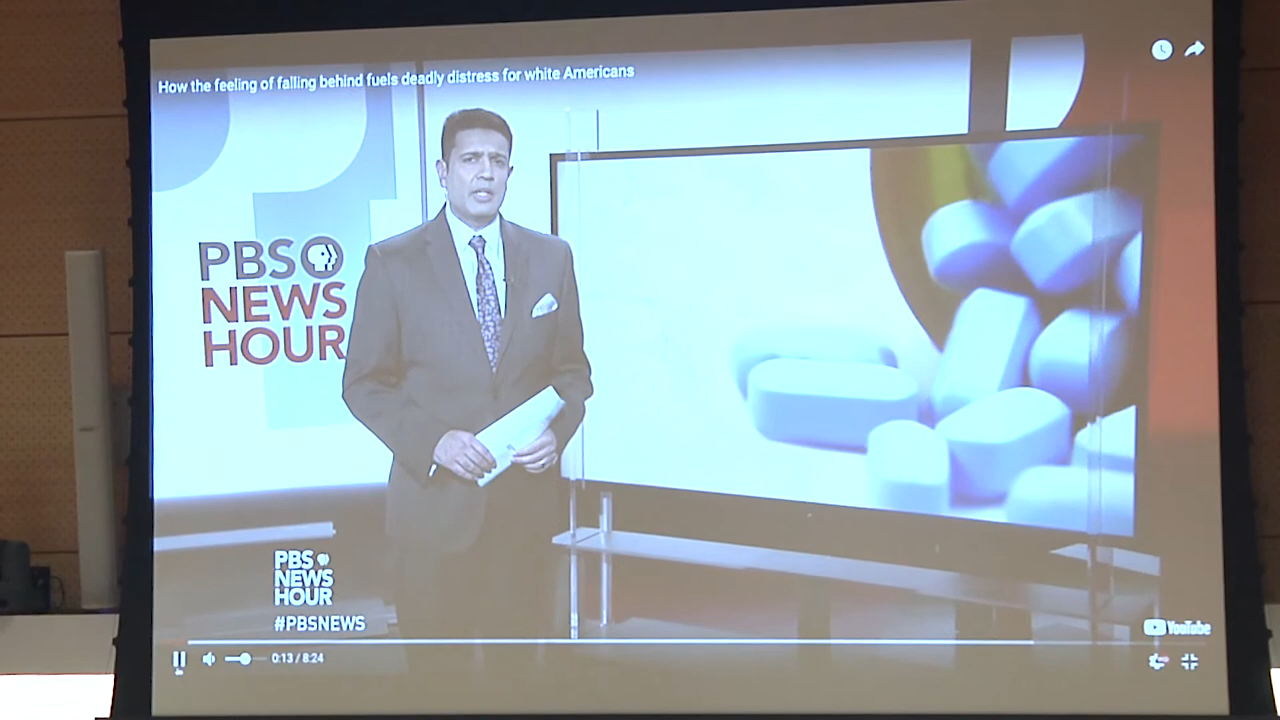 How the feeling of falling behind fuels deadly distress for white Americans
PBS
NEWS
HOUR
PBS
NEWS
HOUR
#PBSNEWS
YouTube
0:13 / 8:24